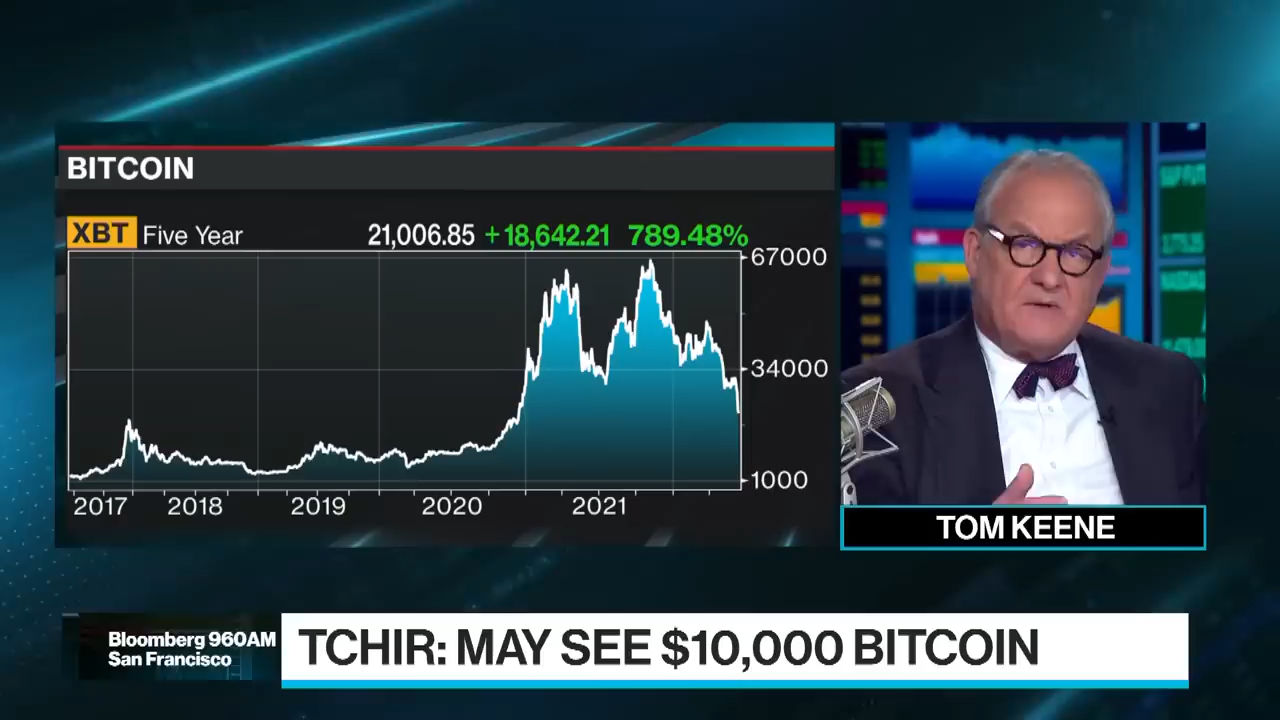 BITCOIN
XBT Five Year 21,006.85 +18,642.21 789.48%
67000
34000
1000
2017 2018 2019 2020 2021
TOM KEENE
Bloomberg 960AM
San Francisco
TCHIR: MAY SEE $10,000 BITCOIN